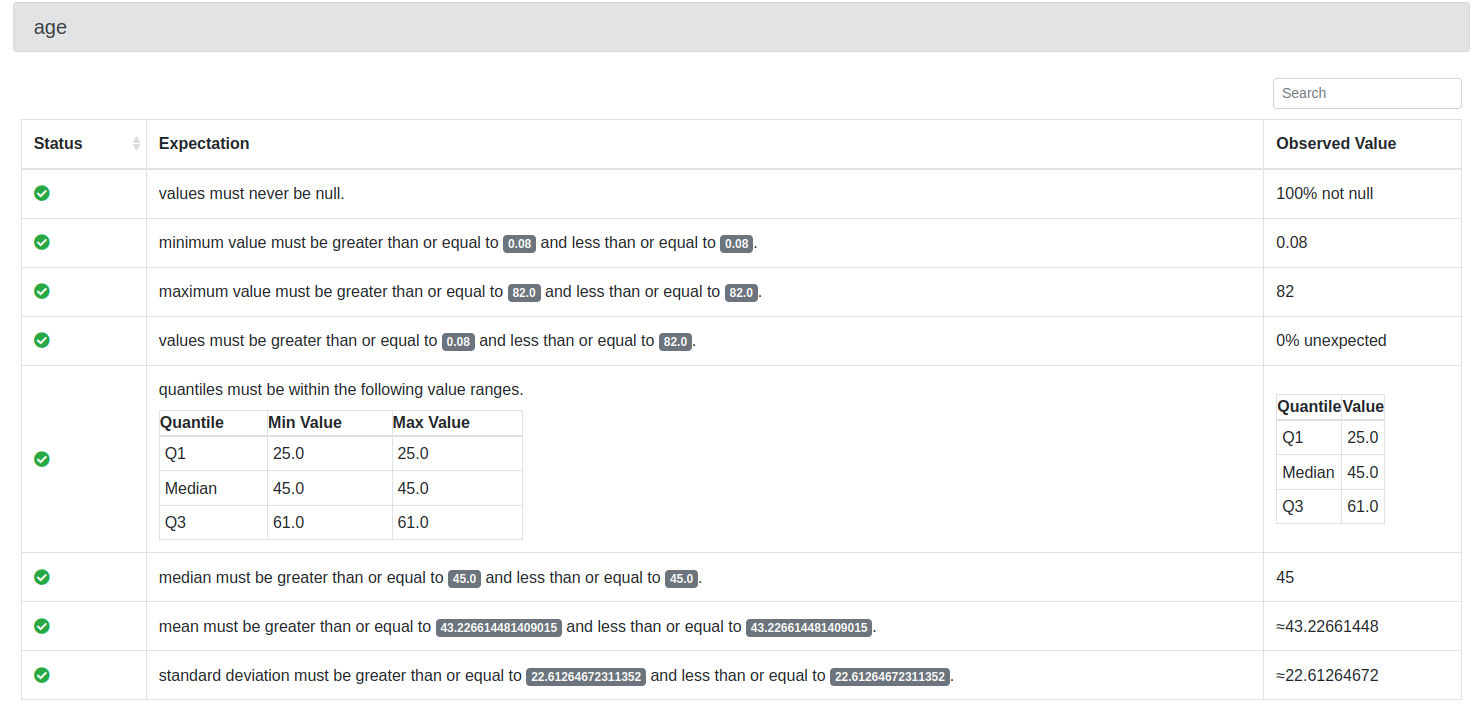 age
Search
Status Expectation Observed Value
values must never be null. 100% not null
minimum value must be greater than or equal to 0.08 and less than or equal to 0.08. 0.08
maximum value must be greater than or equal to 82.0 and less than or equal to 82.0. 82
values must be greater than or equal to 0.08 and less than or equal to 82.0. 0% unexpected
quantiles must be within the following value ranges.
Quantile Min Value Max Value
Q1 25.0 25.0
Median 45.0 45.0
Q3 61.0 61.0
Quantile Value
Q1 25.0
Median 45.0
Q3 61.0
median must be greater than or equal to 45.0 and less than or equal to 45.0. 45
mean must be greater than or equal to 43.226614481409015 and less than or equal to 43.226614481409015. ≈43.22661448
standard deviation must be greater than or equal to 22.61264672311352 and less than or equal to 22.61264672311352. ≈22.61264672